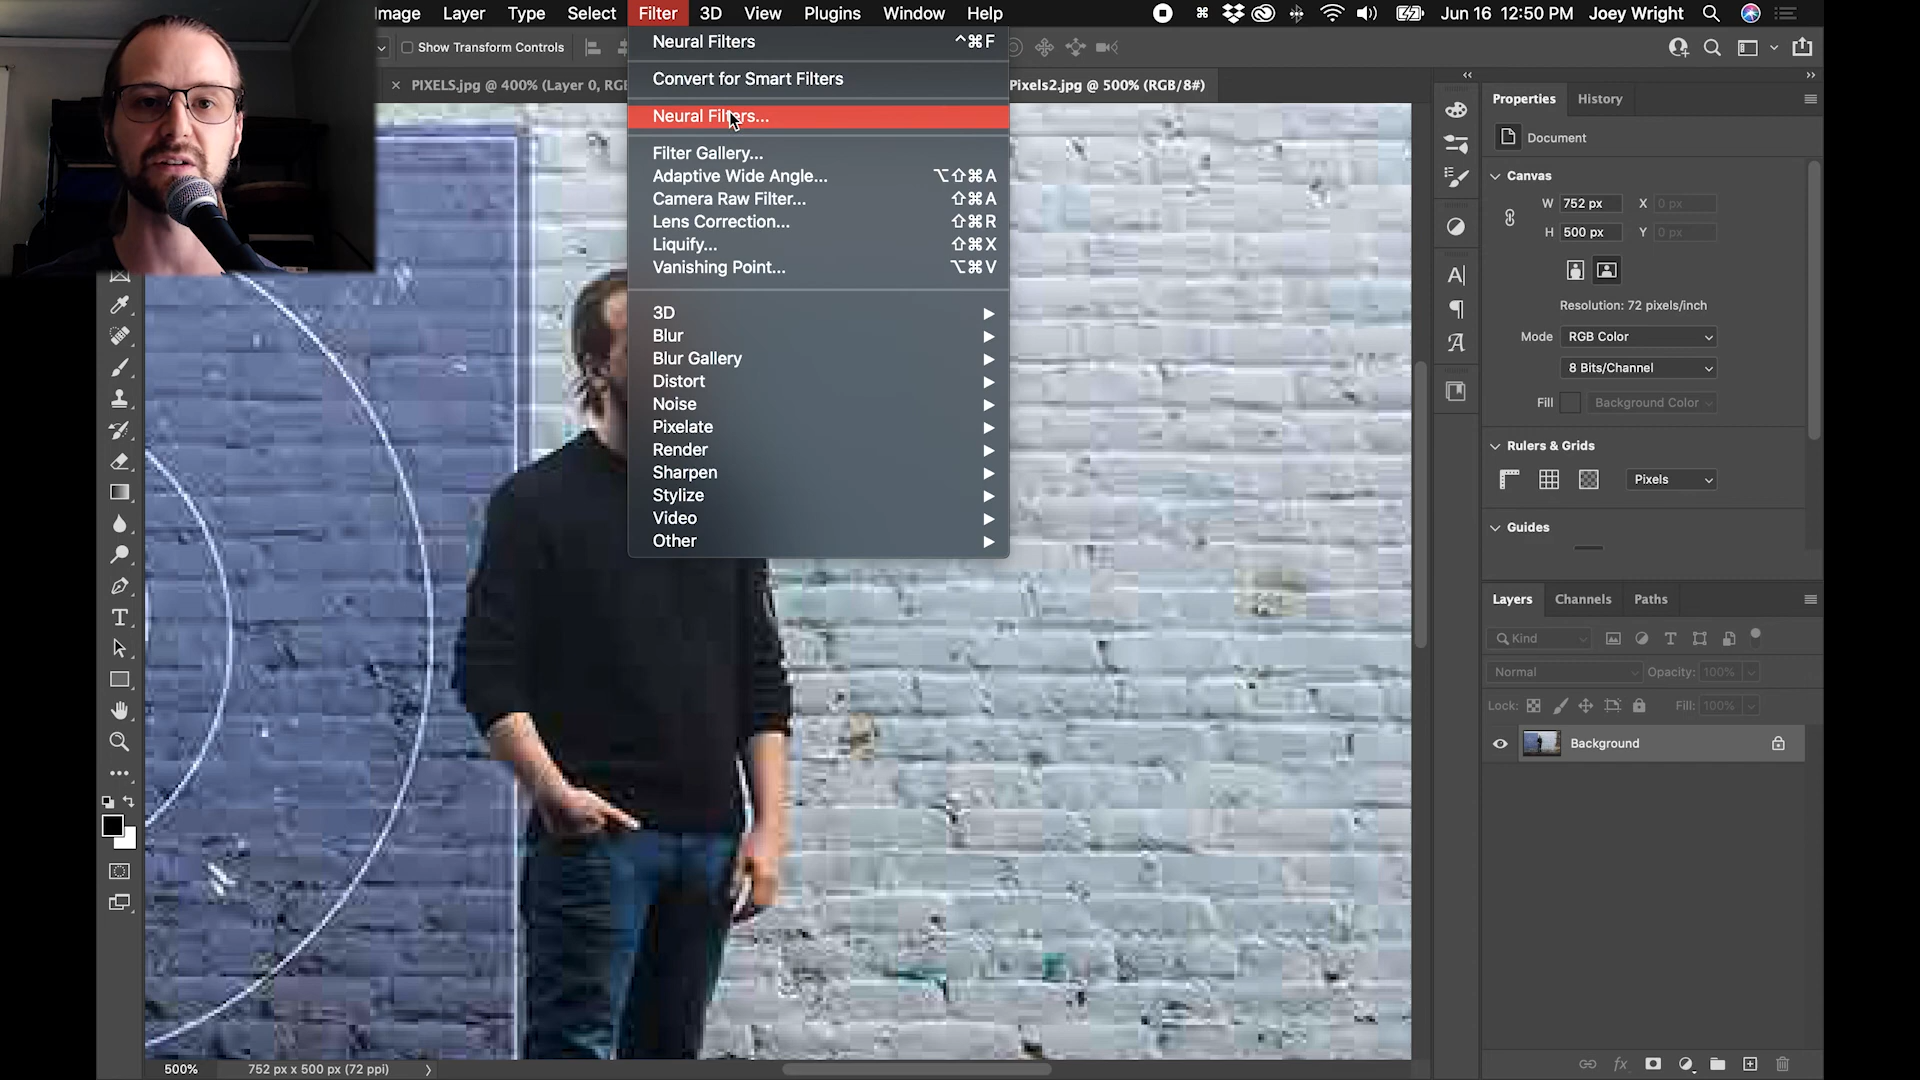 Image Layer Type Select Filter 3D View Plugins Window Help Jun 16 12:50 PM Joey Wright
Show Transform Controls
PIXELS.jpg @ 400% (Layer 0, RGB
Pixels2.jpg @ 500% (RGB/8#)
Neural Filters ^⌘F
Convert for Smart Filters
Neural Filters...
Filter Gallery...
Adaptive Wide Angle... ⌥⇧⌘A
Camera Raw Filter... ⇧⌘A
Lens Correction... ⇧⌘R
Liquify... ⇧⌘X
Vanishing Point... ⌥⌘V
3D
Blur
Blur Gallery
Distort
Noise
Pixelate
Render
Sharpen
Stylize
Video
Other
Properties History
Document
Canvas
W 752 px X 0 px
H 500 px Y 0 px
Resolution: 72 pixels/inch
Mode RGB Color
8 Bits/Channel
Fill Background Color
Rulers & Grids
Pixels
Guides
Layers Channels Paths
Kind
Normal Opacity: 100%
Lock: Fill: 100%
Background
500% 752 px x 500 px (72 ppi)